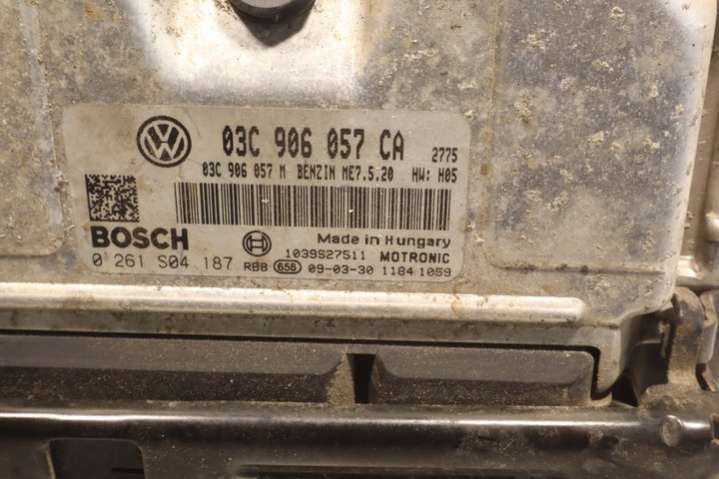 03C 906 057 CA 2775
03C 906 057 M BENZIN ME7.5.20 HW: H05
BOSCH
Made in Hungary
1039S27511 MOTRONIC
0 261 S04 187 RBB 656 09-03-30 1184 1059